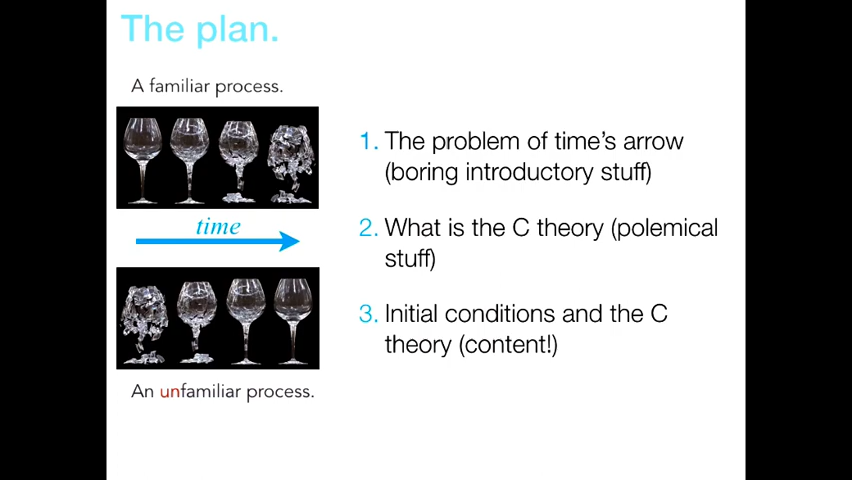 The plan.
A familiar process.
time
An unfamiliar process.
1. The problem of time’s arrow
(boring introductory stuff)
2. What is the C theory (polemical
stuff)
3. Initial conditions and the C
theory (content!)